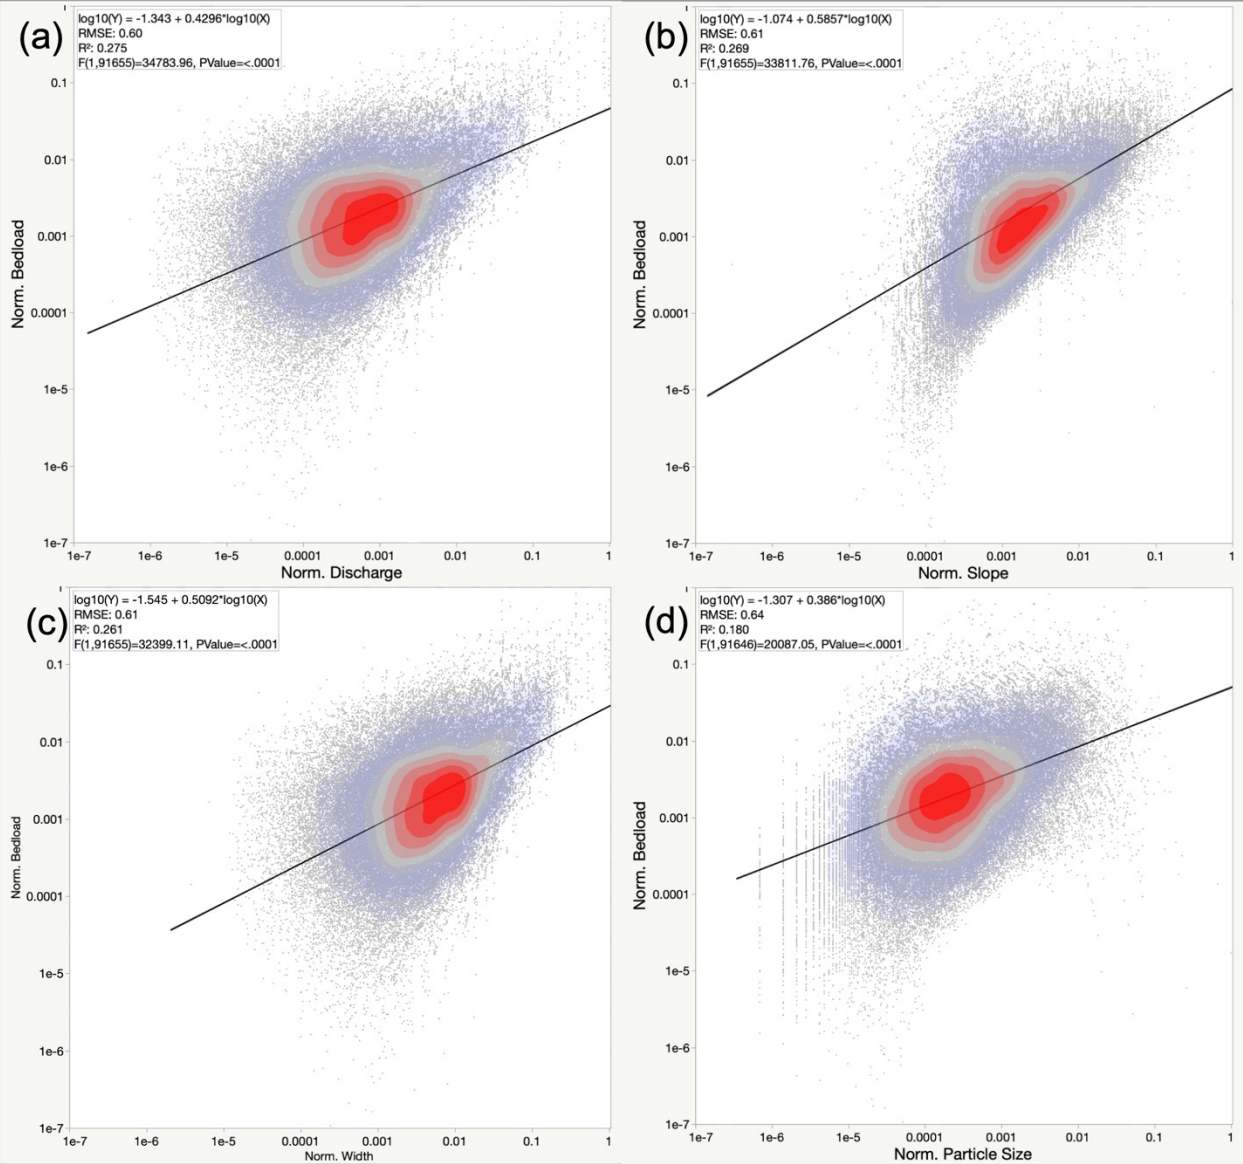 (a)
log10(Y) = -1.343 + 0.4296*log10(X)
RMSE: 0.60
R²: 0.275
F(1,91655)=34783.96, PValue=<.0001
1
0.1
0.01
0.001
0.0001
1e-5
1e-6
1e-7
Norm. Bedload
1e-7 1e-6 1e-5 0.0001 0.001 0.01 0.1 1
Norm. Discharge
(b)
log10(Y) = -1.074 + 0.5857*log10(X)
RMSE: 0.61
R²: 0.269
F(1,91655)=33811.76, PValue=<.0001
1
0.1
0.01
0.001
0.0001
1e-5
1e-6
1e-7
Norm. Bedload
1e-7 1e-6 1e-5 0.0001 0.001 0.01 0.1 1
Norm. Slope
(c)
log10(Y) = -1.545 + 0.5092*log10(X)
RMSE: 0.61
R²: 0.261
F(1,91655)=32399.11, PValue=<.0001
1
0.1
0.01
0.001
0.0001
1e-5
1e-6
1e-7
Norm. Bedload
1e-7 1e-6 1e-5 0.0001 0.001 0.01 0.1 1
Norm. Width
(d)
log10(Y) = -1.307 + 0.386*log10(X)
RMSE: 0.64
R²: 0.180
F(1,91646)=20087.05, PValue=<.0001
1
0.1
0.01
0.001
0.0001
1e-5
1e-6
1e-7
Norm. Bedload
1e-7 1e-6 1e-5 0.0001 0.001 0.01 0.1 1
Norm. Particle Size